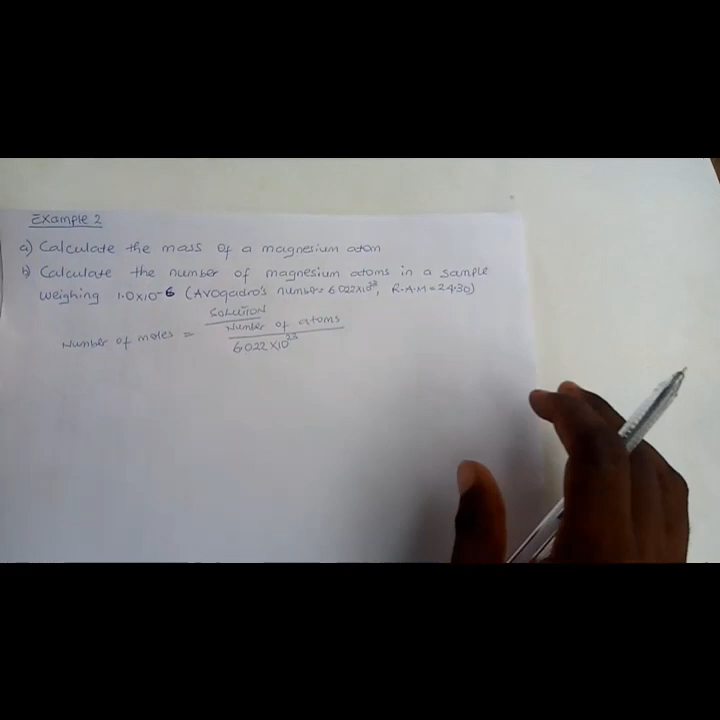 Example 2
a) Calculate the mass of a magnesium atom
b) Calculate the number of magnesium atoms in a sample
weighing 1.0x10-6 (Avogadro's number= 6.022x10²³, R.A.M = 24.30)
SOLUTION
Number of moles = Number of atoms
6.022 x10²³